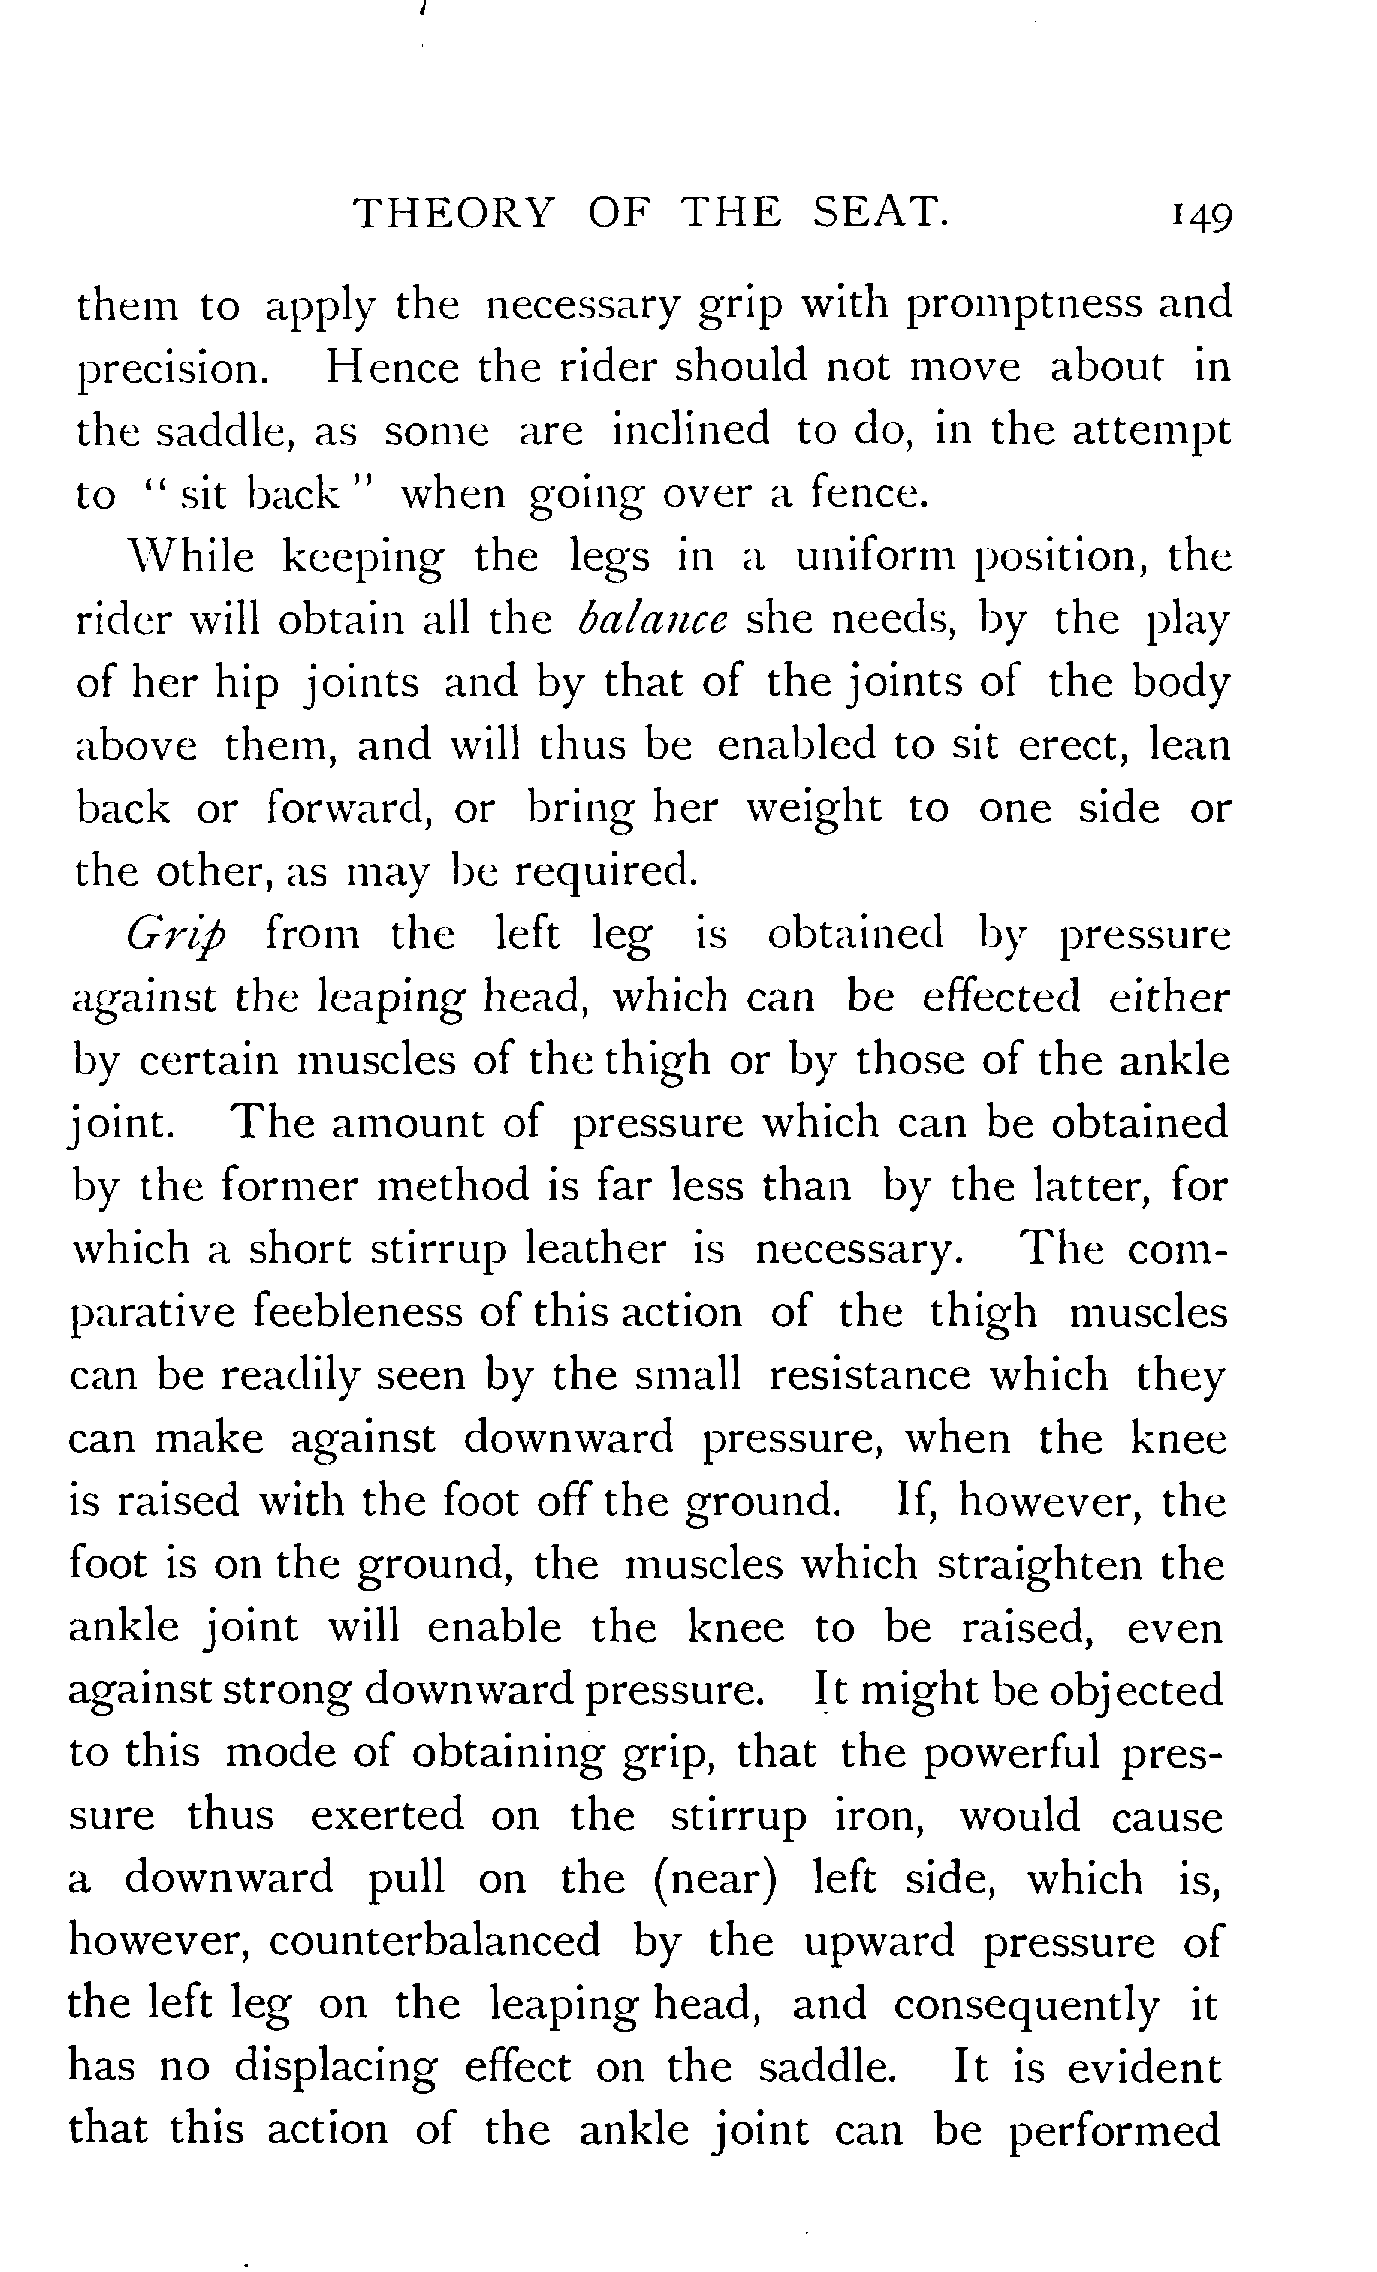 THEORY OF THE SEAT. 149
them to apply the necessary grip with promptness and
precision. Hence the rider should not move about in
the saddle, as some are inclined to do, in the attempt
to “ sit back ” when going over a fence.
While keeping the legs in a uniform position, the
rider will obtain all the balance she needs, by the play
of her hip joints and by that of the joints of the body
above them, and will thus be enabled to sit erect, lean
back or forward, or bring her weight to one side or
the other, as may be required.
Grip from the left leg is obtained by pressure
against the leaping head, which can be effected either
by certain muscles of the thigh or by those of the ankle
joint. The amount of pressure which can be obtained
by the former method is far less than by the latter, for
which a short stirrup leather is necessary. The com-
parative feebleness of this action of the thigh muscles
can be readily seen by the small resistance which they
can make against downward pressure, when the knee
is raised with the foot off the ground. If, however, the
foot is on the ground, the muscles which straighten the
ankle joint will enable the knee to be raised, even
against strong downward pressure. It might be objected
to this mode of obtaining grip, that the powerful pres-
sure thus exerted on the stirrup iron, would cause
a downward pull on the (near) left side, which is,
however, counterbalanced by the upward pressure of
the left leg on the leaping head, and consequently it
has no displacing effect on the saddle. It is evident
that this action of the ankle joint can be performed